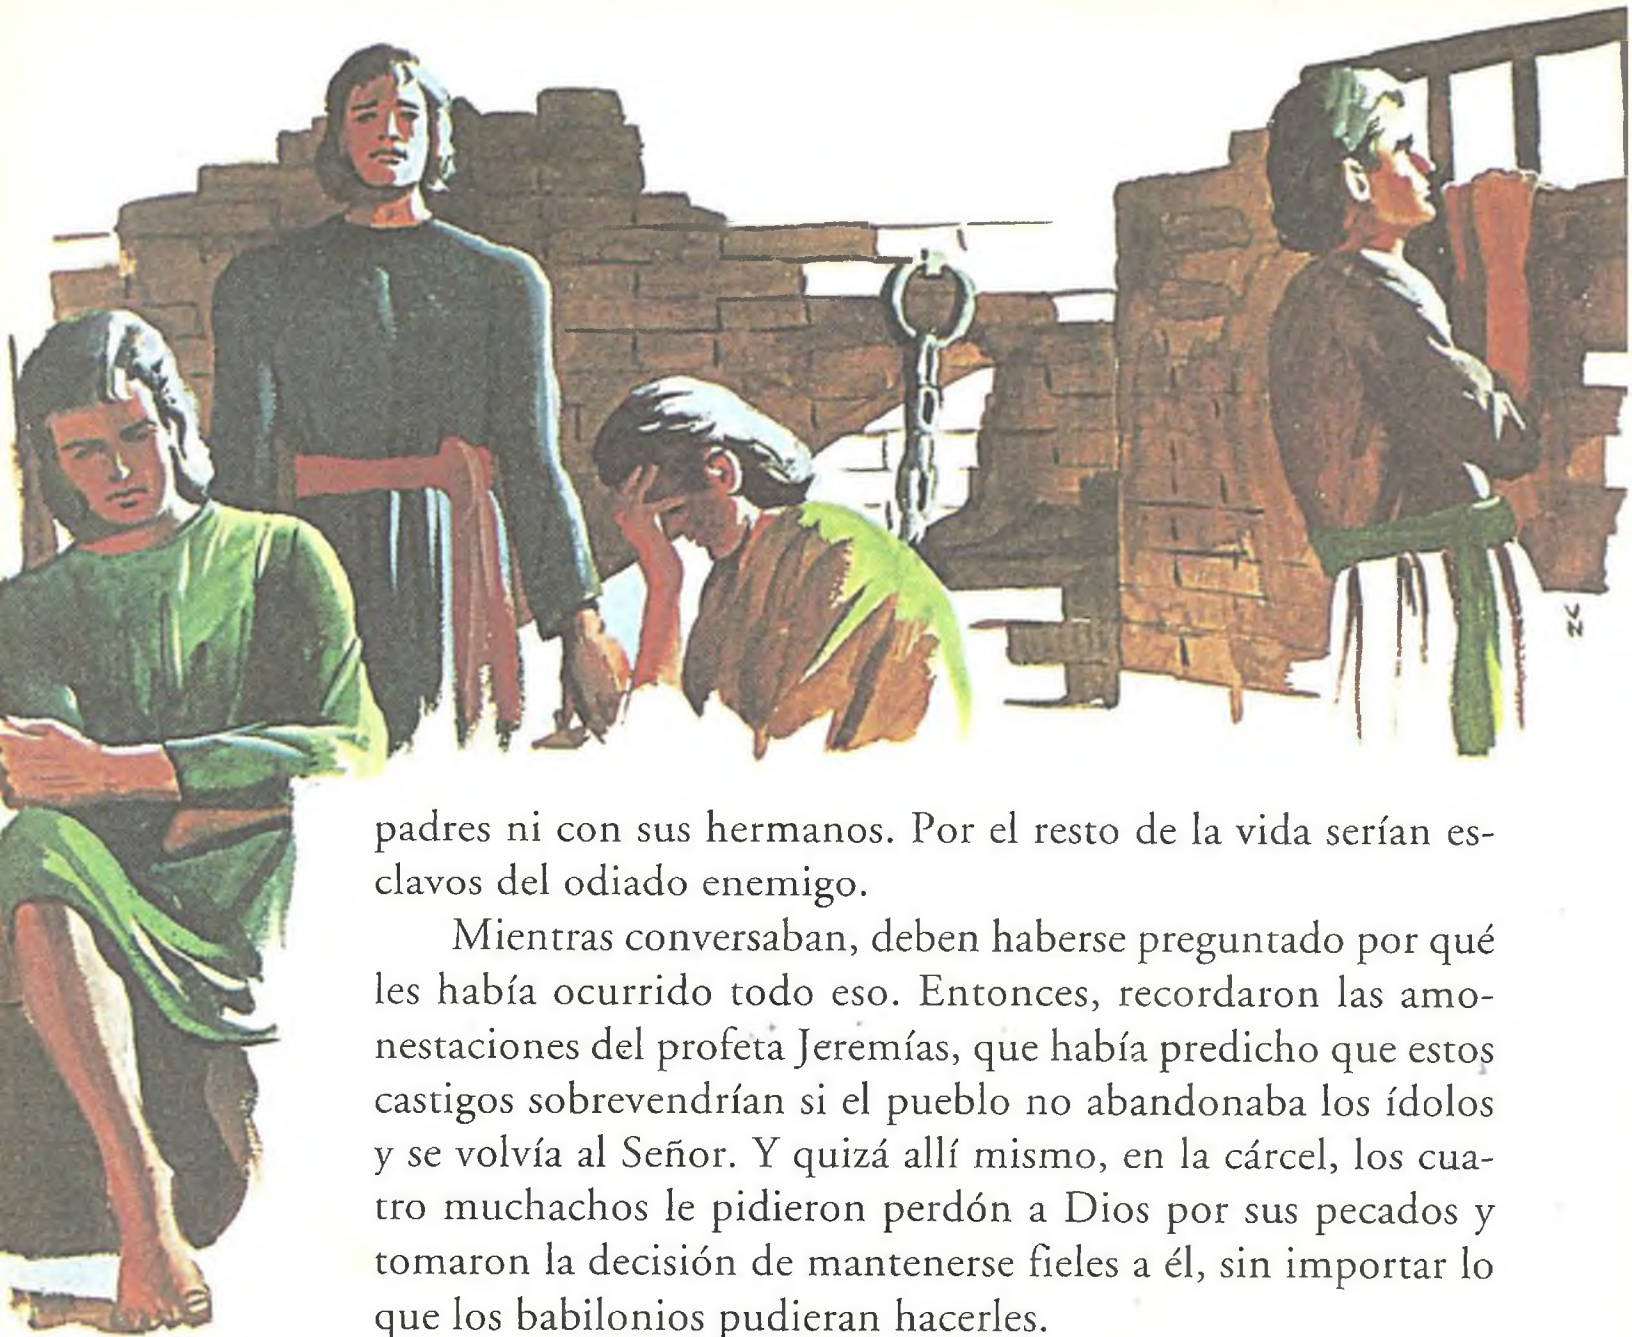 padres ni con sus hermanos. Por el resto de la vida serían es-
clavos del odiado enemigo.
Mientras conversaban, deben haberse preguntado por qué
les había ocurrido todo eso. Entonces, recordaron las amo-
nestaciones del profeta Jeremías, que había predicho que estos
castigos sobrevendrían si el pueblo no abandonaba los ídolos
y se volvía al Señor. Y quizá allí mismo, en la cárcel, los cua-
tro muchachos le pidieron perdón a Dios por sus pecados y
tomaron la decisión de mantenerse fieles a él, sin importar lo
que los babilonios pudieran hacerles.